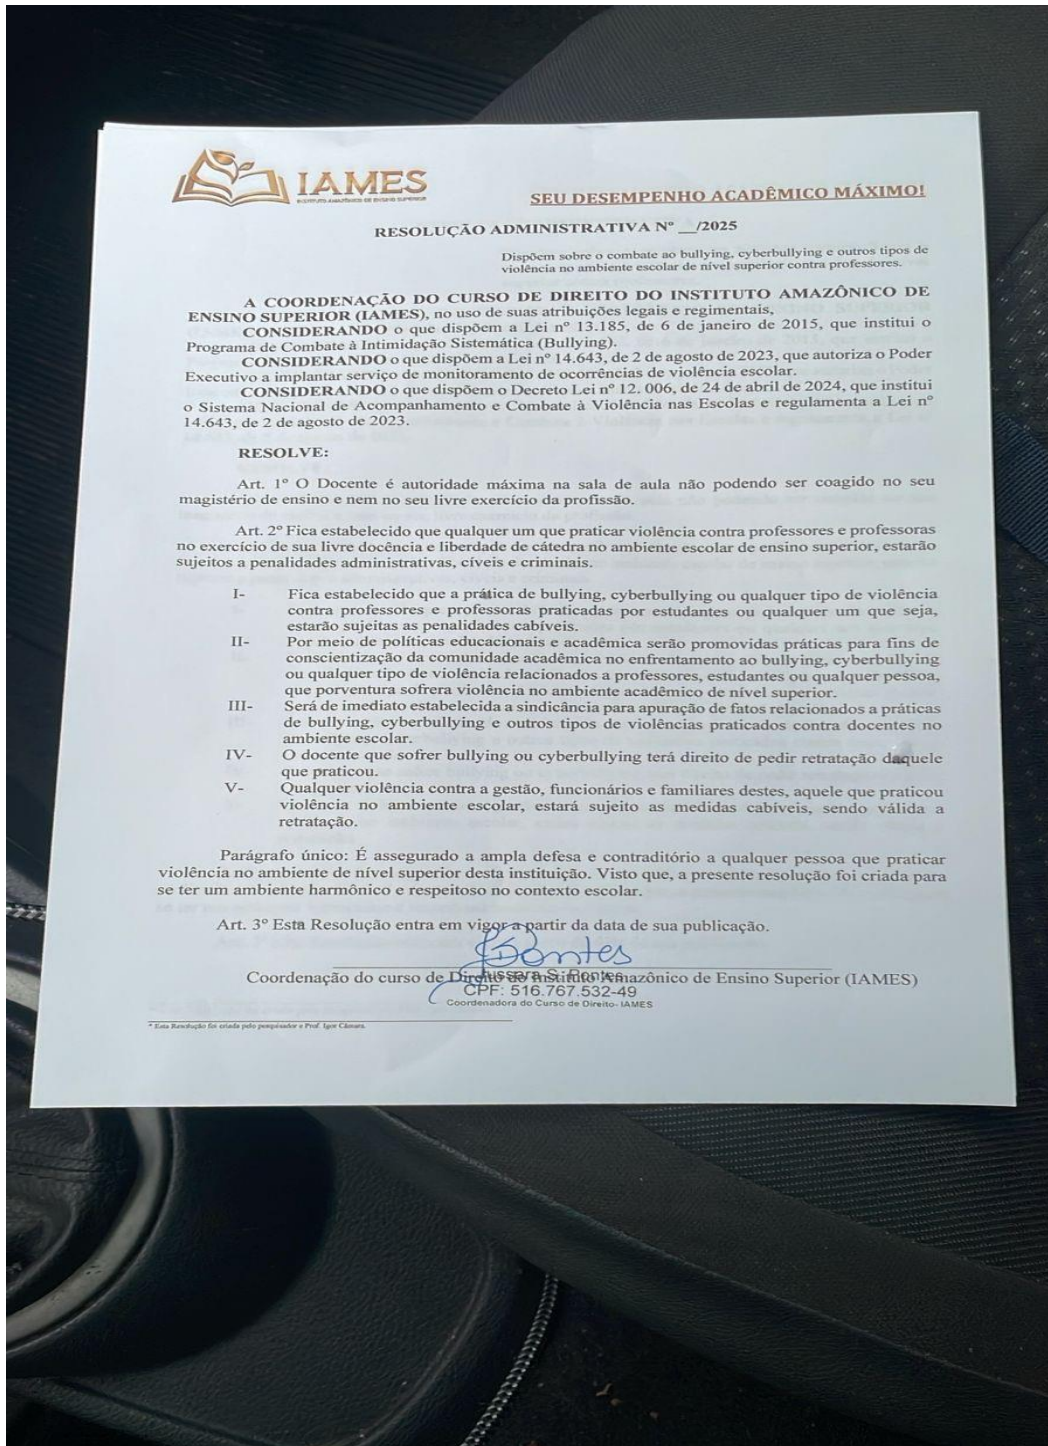 IAMES
INSTITUTO AMAZÔNICO DE ENSINO SUPERIOR
SEU DESEMPENHO ACADÊMICO MÁXIMO!
RESOLUÇÃO ADMINISTRATIVA Nº __/2025
Dispõem sobre o combate ao bullying, cyberbullying e outros tipos de
violência no ambiente escolar de nível superior contra professores.
A COORDENAÇÃO DO CURSO DE DIREITO DO INSTITUTO AMAZÔNICO DE
ENSINO SUPERIOR (IAMES), no uso de suas atribuições legais e regimentais,
CONSIDERANDO o que dispõem a Lei nº 13.185, de 6 de janeiro de 2015, que institui o
Programa de Combate à Intimidação Sistemática (Bullying).
CONSIDERANDO o que dispõem a Lei nº 14.643, de 2 de agosto de 2023, que autoriza o Poder
Executivo a implantar serviço de monitoramento de ocorrências de violência escolar.
CONSIDERANDO o que dispõem o Decreto Lei nº 12. 006, de 24 de abril de 2024, que institui
o Sistema Nacional de Acompanhamento e Combate à Violência nas Escolas e regulamenta a Lei nº
14.643, de 2 de agosto de 2023.
RESOLVE:
Art. 1º O Docente é autoridade máxima na sala de aula não podendo ser coagido no seu
magistério de ensino e nem no seu livre exercício da profissão.
Art. 2º Fica estabelecido que qualquer um que praticar violência contra professores e professoras
no exercício de sua livre docência e liberdade de cátedra no ambiente escolar de ensino superior, estarão
sujeitos a penalidades administrativas, cíveis e criminais.
I- Fica estabelecido que a prática de bullying, cyberbullying ou qualquer tipo de violência
contra professores e professoras praticadas por estudantes ou qualquer um que seja,
estarão sujeitas as penalidades cabíveis.
II- Por meio de políticas educacionais e acadêmica serão promovidas práticas para fins de
conscientização da comunidade acadêmica no enfrentamento ao bullying, cyberbullying
ou qualquer tipo de violência relacionados a professores, estudantes ou qualquer pessoa,
que porventura sofrera violência no ambiente acadêmico de nível superior.
III- Será de imediato estabelecida a sindicância para apuração de fatos relacionados a práticas
de bullying, cyberbullying e outros tipos de violências praticados contra docentes no
ambiente escolar.
IV- O docente que sofrer bullying ou cyberbullying terá direito de pedir retratação daquele
que praticou.
V- Qualquer violência contra a gestão, funcionários e familiares destes, aquele que praticou
violência no ambiente escolar, estará sujeito as medidas cabíveis, sendo válida a
retratação.
Parágrafo único: É assegurado a ampla defesa e contraditório a qualquer pessoa que praticar
violência no ambiente de nível superior desta instituição. Visto que, a presente resolução foi criada para
se ter um ambiente harmônico e respeitoso no contexto escolar.
Art. 3º Esta Resolução entra em vigor a partir da data de sua publicação.
Coordenação do curso de Direito do Instituto Amazônico de Ensino Superior (IAMES)
Jussara S. Pontes
CPF: 516.767.532-49
Coordenadora do Curso de Direito- IAMES
* Esta Resolução foi criada pelo pesquisador e Prof. Igor Câmara.